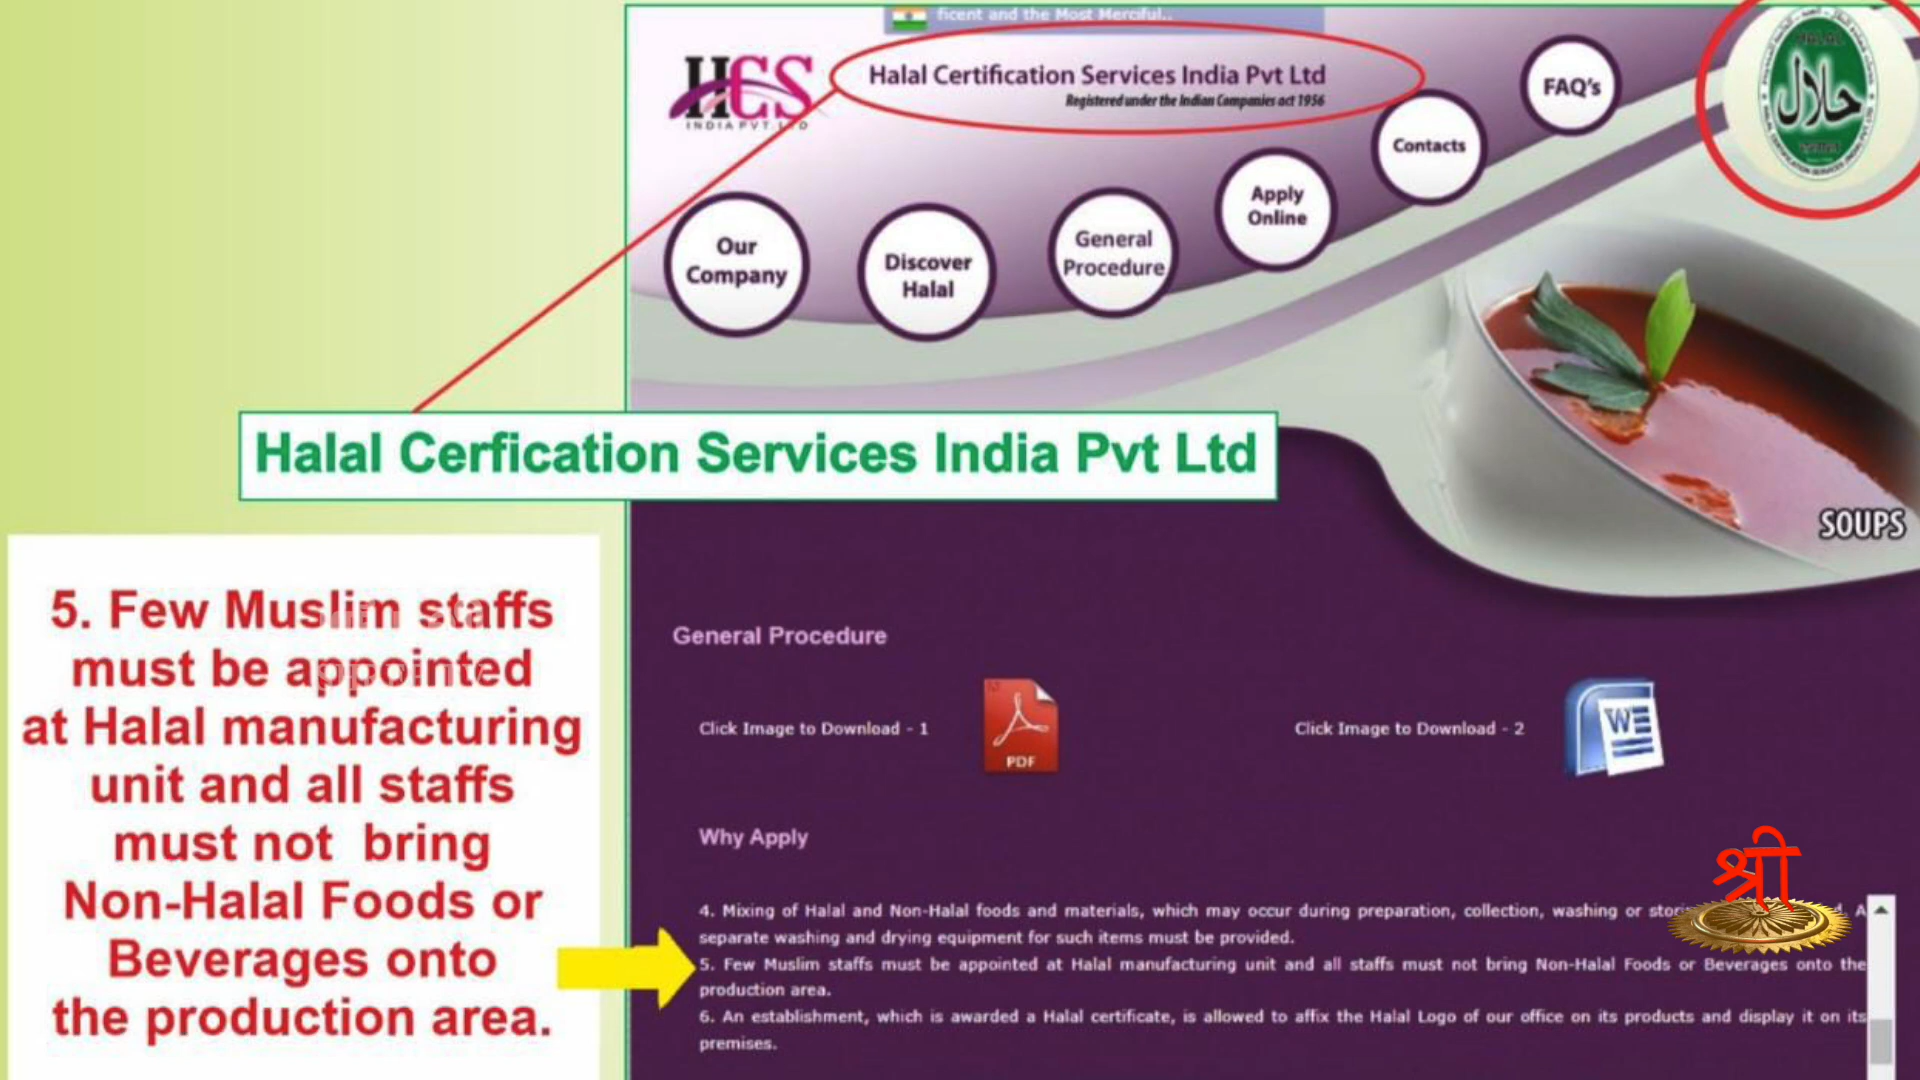 ficent and the Most Merciful..
HCS
INDIA PVT. LTD
Halal Certification Services India Pvt Ltd
Registered under the Indian Companies act 1956
FAQ's
Contacts
Apply
Online
General
Procedure
Discover
Halal
Our
Company
HALAL
حلال
SOUPS
Halal Cerfication Services India Pvt Ltd
5. Few Muslim staffs
must be appointed
at Halal manufacturing
unit and all staffs
must not bring
Non-Halal Foods or
Beverages onto
the production area.
General Procedure
Click Image to Download - 1
PDF
Click Image to Download - 2
W
Why Apply
4. Mixing of Halal and Non-Halal foods and materials, which may occur during preparation, collection, washing or A
separate washing and drying equipment for such items must be provided.
5. Few Muslim staffs must be appointed at Halal manufacturing unit and all staffs must not bring Non-Halal Foods or Beverages onto the
production area.
6. An establishment, which is awarded a Halal certificate, is allowed to affix the Halal Logo of our office on its products and display it on its
premises.
श्री